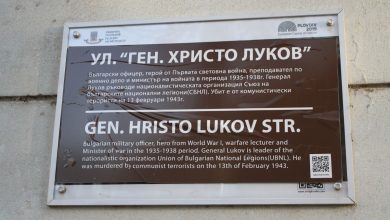 УЛ. "ГЕН. ХРИСТО ЛУКОВ"
Български офицер, герой от Първата световна война, преподавател по
военно дело и министър на войната в периода 1935-1938г. Генерал
Луков ръководи националистическата организация Съюз на
българските национални легиони(СБНЛ). Убит е от комунистически
терористи на 13 февруари 1943г.
GEN. HRISTO LUKOV STR.
Bulgarian military officer, hero from World War I, warfare lecturer and
Minister of war in the 1935-1938 period. General Lukov is leader of the
nationalistic organization Union of Bulgarian National Legions(UBNL). He
was murdered by communist terrorists on the 13th of February 1943.